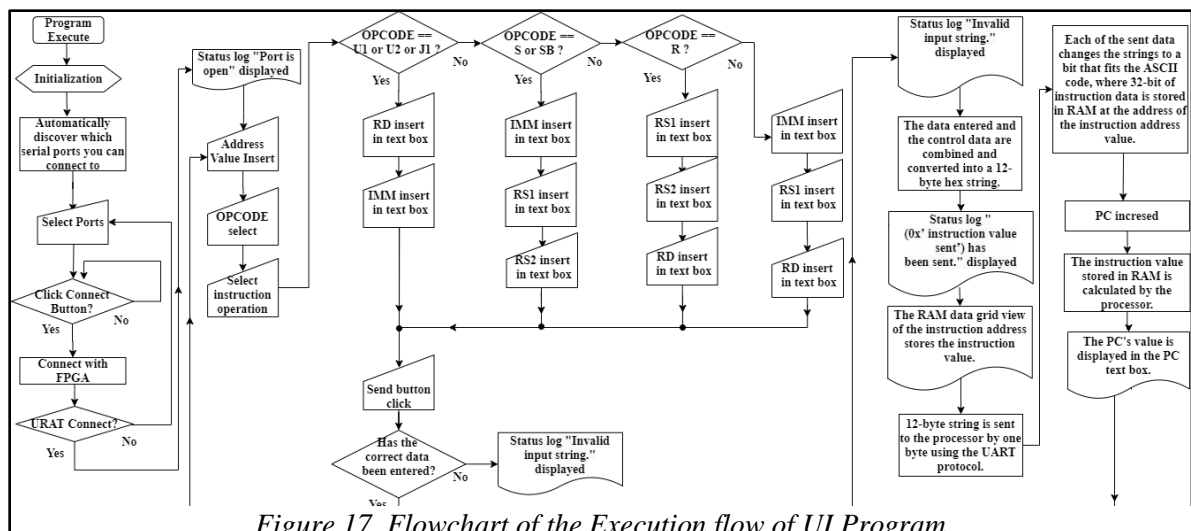 Program
Execute
Initialization
Automatically
discover which
serial ports you can
connect to
Select Ports
Click Connect
Button?
No
Yes
Connect with
FPGA
URAT Connect?
No
Yes
Status log "Port is
open" displayed
Address
Value Insert
OPCODE
select
Select
instruction
operation
OPCODE ==
U1 or U2 or J1 ?
No
Yes
RD insert
in text box
IMM insert
in text box
OPCODE ==
S or SB ?
No
Yes
IMM insert
in text box
RS1 insert
in text box
RS2 insert
in text box
OPCODE ==
R ?
No
Yes
RS1 insert
in text box
RS2 insert
in text box
RD insert
in text box
IMM insert
in text box
RS1 insert
in text box
RD insert
in text box
Send button
click
Has the
correct data
been entered?
No
Yes
Status log "Invalid
input string."
displayed
Status log "Invalid
input string."
displayed
The data entered and
the control data are
combined and
converted into a 12-
byte hex string.
Status log "
(0x' instruction value
sent') has
been sent." displayed
The RAM data grid view
of the instruction address
stores the instruction
value.
12-byte string is sent
to the processor by one
byte using the UART
protocol.
Each of the sent data
changes the strings to a
bit that fits the ASCII
code, where 32-bit of
instruction data is stored
in RAM at the address of
the instruction address
value.
PC incresed
The instruction value
stored in RAM is
calculated by the
processor.
The PC's value is
displayed in the PC
text box.
Figure 17. Flowchart of the Execution flow of UI Program